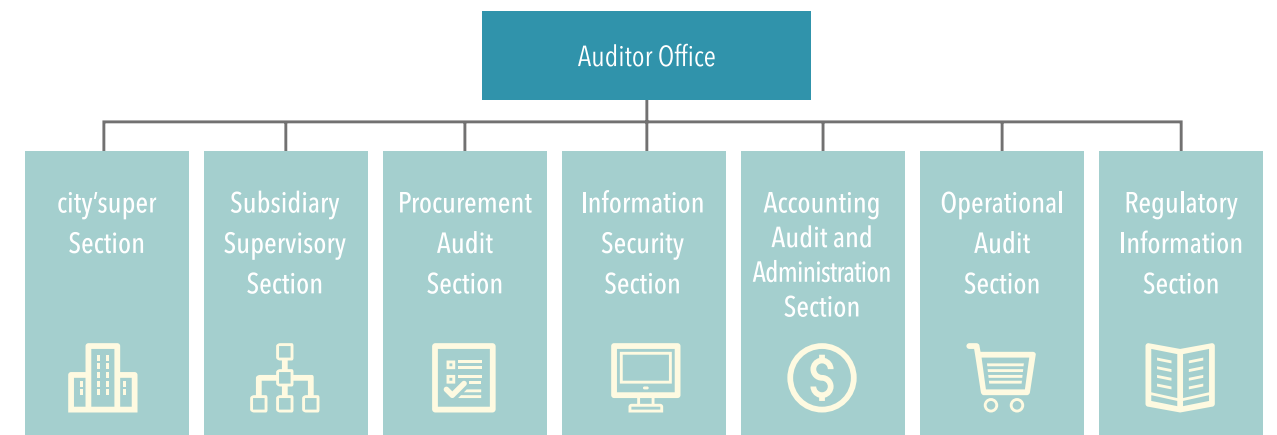 Auditor Office
city’super
Section
Subsidiary
Supervisory
Section
Procurement
Audit
Section
Information
Security
Section
Accounting
Audit and
Administration
Section
Operational
Audit
Section
Regulatory
Information
Section
$